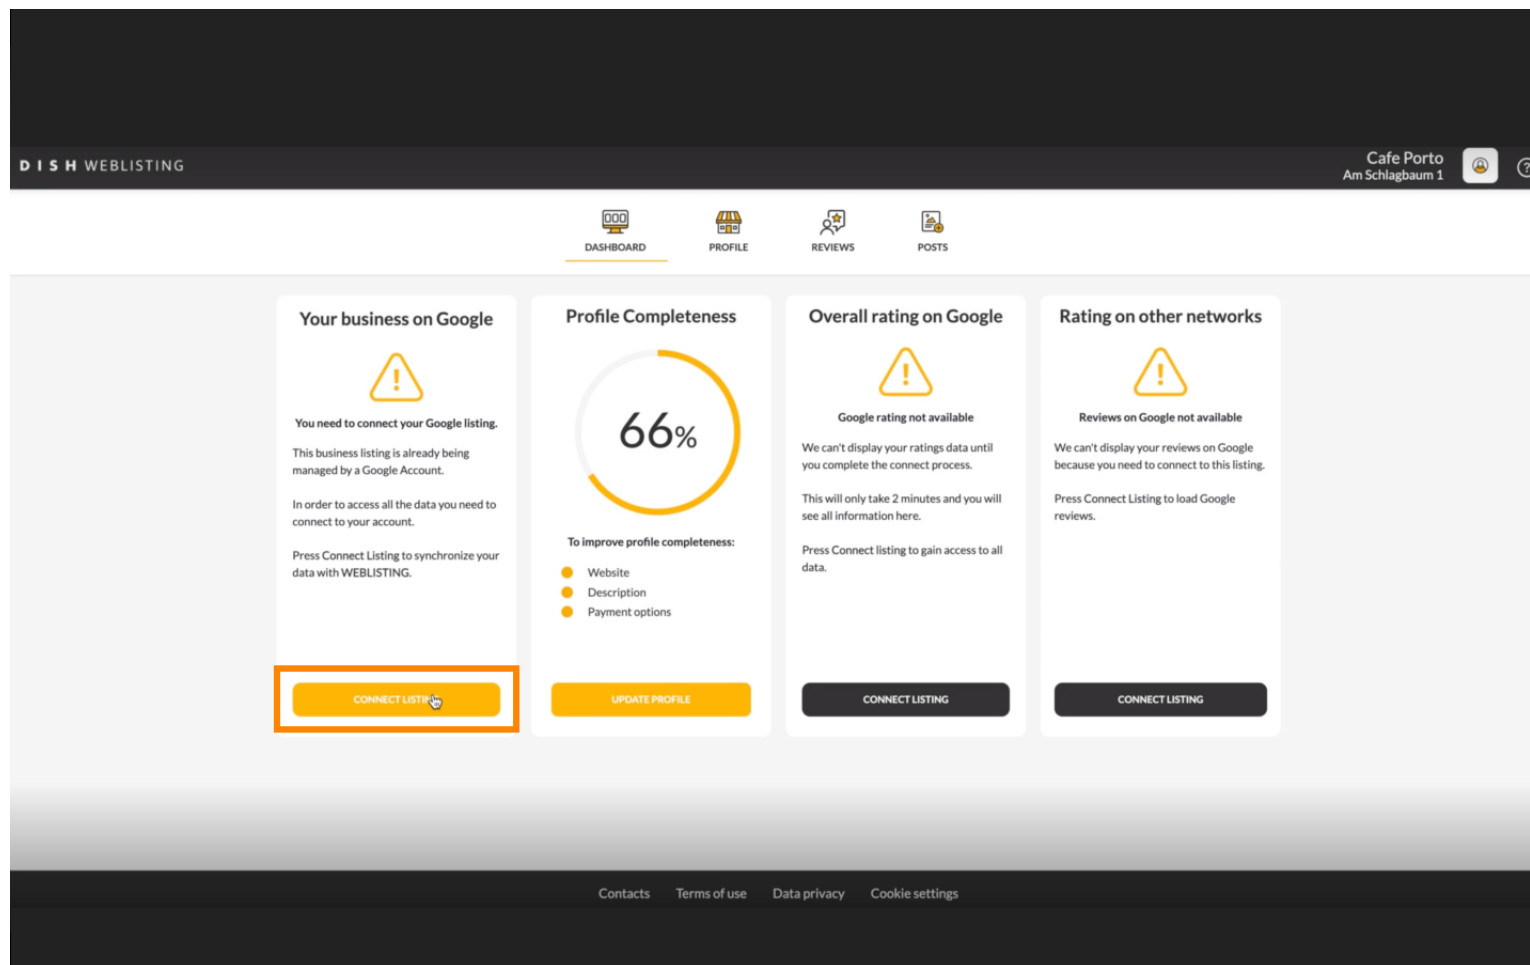 DISH WEBLISTING
Cafe Porto
Am Schlagbaum 1
DASHBOARD
PROFILE
REVIEWS
POSTS
Your business on Google
You need to connect your Google listing.
This business listing is already being
managed by a Google Account.
In order to access all the data you need to
connect to your account.
Press Connect Listing to synchronize your
data with WEBLISTING.
CONNECT LISTING
Profile Completeness
66%
To improve profile completeness:
Website
Description
Payment options
UPDATE PROFILE
Overall rating on Google
Google rating not available
We can't display your ratings data until
you complete the connect process.
This will only take 2 minutes and you will
see all information here.
Press Connect listing to gain access to all
data.
CONNECT LISTING
Rating on other networks
Reviews on Google not available
We can't display your reviews on Google
because you need to connect to this listing.
Press Connect Listing to load Google
reviews.
CONNECT LISTING
Contacts
Terms of use
Data privacy
Cookie settings